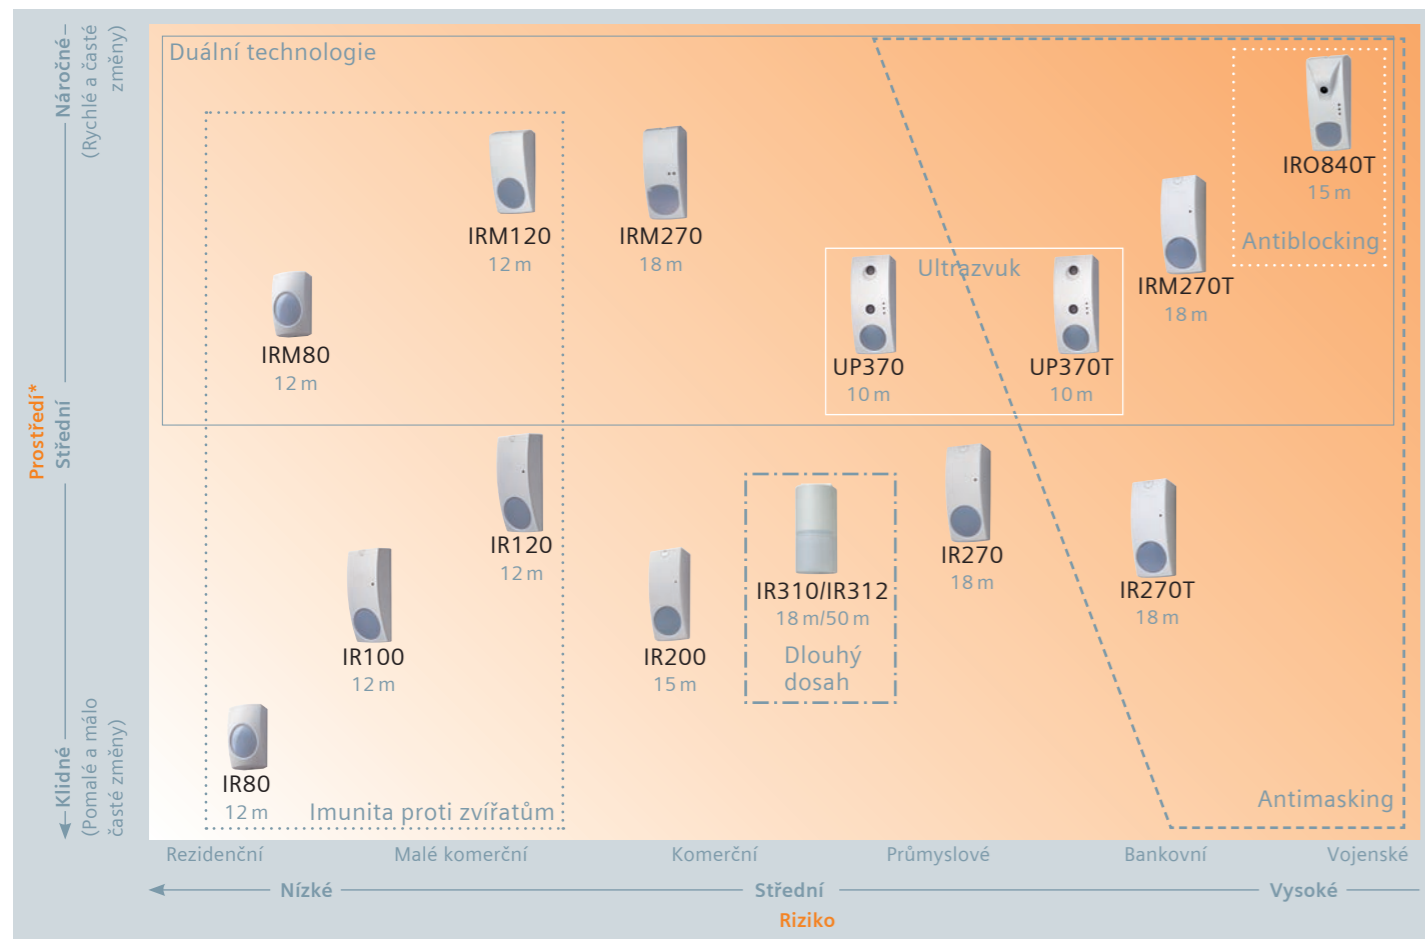 Náročné
(Rychlé a časté
změny)
Prostředí*
Střední
Klidné
(Pomalé a málo
časté změny)
Duální technologie
IRO840T
15 m
Antiblocking
IRM120
12 m
IRM270
18 m
Ultrazvuk
IRM270T
18 m
IRM80
12 m
UP370
10 m
UP370T
10 m
IR120
12 m
IR270
18 m
IR310/IR312
18 m/50 m
Dlouhý
dosah
IR270T
18 m
IR100
12 m
IR200
15 m
IR80
12 m
Imunita proti zvířatům
Antimasking
Rezidenční Malé komerční Komerční Průmyslové Bankovní Vojenské
Nízké Střední Vysoké
Riziko